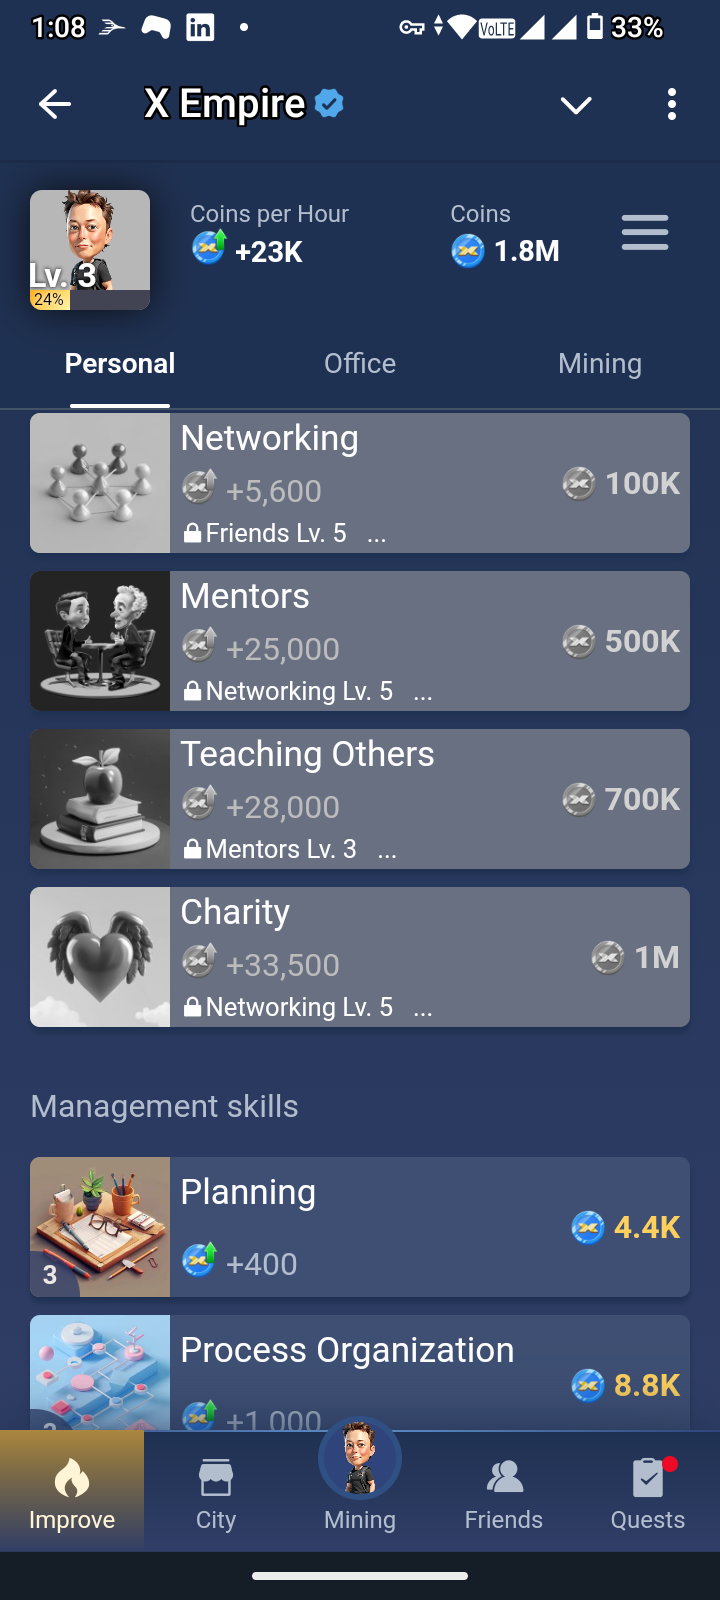 1:08
in
VoLTE
33%
X Empire
Coins per Hour
+23K
Coins
1.8M
Lv. 3
24%
Personal
Office
Mining
Networking
+5,600
100K
Friends Lv. 5 ...
Mentors
+25,000
500K
Networking Lv. 5 ...
Teaching Others
+28,000
700K
Mentors Lv. 3 ...
Charity
+33,500
1M
Networking Lv. 5 ...
Management skills
Planning
4.4K
+400
3
Process Organization
8.8K
+1,000
Improve
City
Mining
Friends
Quests